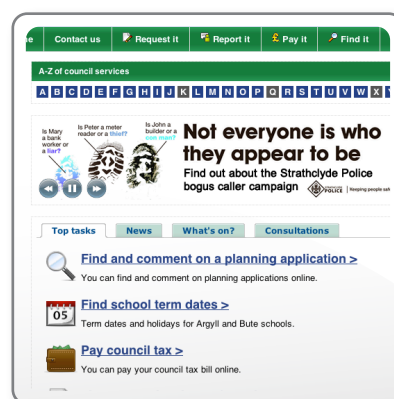 Contact us Request it Report it Pay it Find it
A-Z of council services
A B C D E F G H I J K L M N O P Q R S T U V W X
Is Mary a bank worker or a liar?
Is Peter a meter reader or a thief?
Is John a builder or a con man?
Not everyone is who
they appear to be
Find out about the Strathclyde Police
bogus caller campaign
POLICE
Top tasks News What's on? Consultations
Find and comment on a planning application >
You can find and comment on planning applications online.
05
Find school term dates >
Term dates and holidays for Argyll and Bute schools.
Pay council tax >
You can pay your council tax bill online.